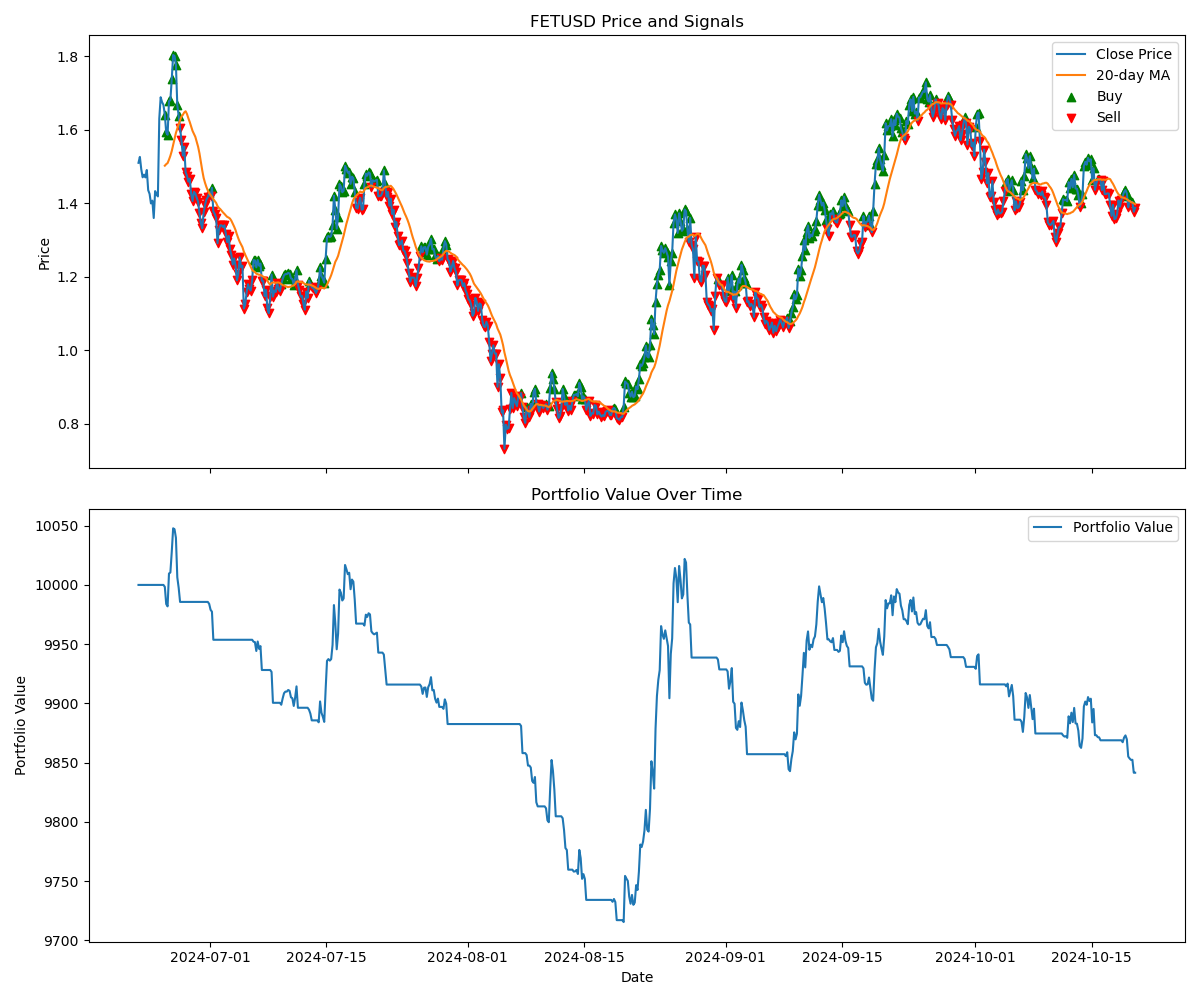 FETUSD Price and Signals
Price
1.8
1.6
1.4
1.2
1.0
0.8
Close Price
20-day MA
Buy
Sell
Portfolio Value Over Time
Portfolio Value
10050
10000
9950
9900
9850
9800
9750
9700
Portfolio Value
2024-07-01
2024-07-15
2024-08-01
2024-08-15
2024-09-01
2024-09-15
2024-10-01
2024-10-15
Date